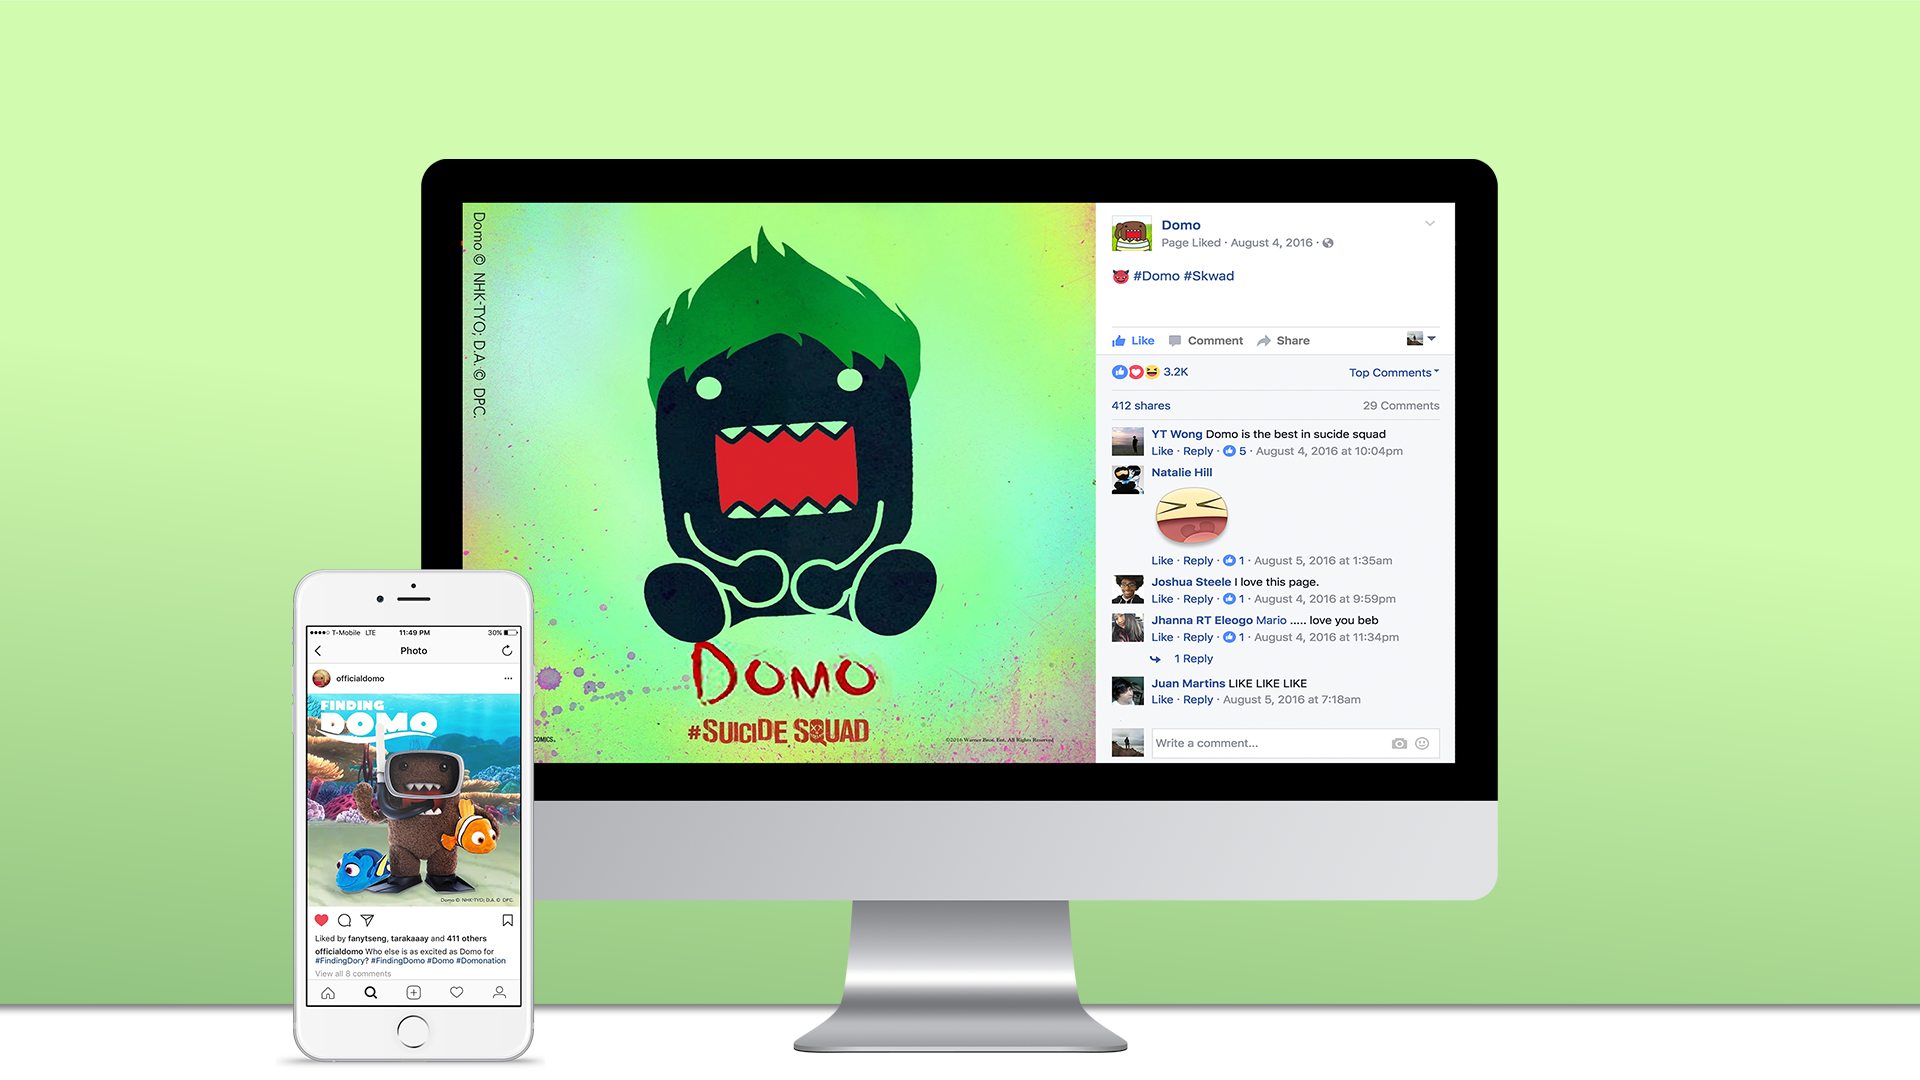 Domo © NHK-TYO; D.A. © DPC.
DOMO
#SUICIDE SQUAD
COMICS.
©2016 Warner Bros. Ent. All Rights Reserved
Domo
Page Liked · August 4, 2016 ·
#Domo #Skwad
Like Comment Share
3.2K Top Comments
412 shares 29 Comments
YT Wong Domo is the best in sucide squad
Like · Reply · 5 · August 4, 2016 at 10:04pm
Natalie Hill
Like · Reply · 1 · August 5, 2016 at 1:35am
Joshua Steele I love this page.
Like · Reply · 1 · August 4, 2016 at 9:59pm
Jhanna RT Eleogo Mario ..... love you beb
Like · Reply · 1 · August 4, 2016 at 11:34pm
1 Reply
Juan Martins LIKE LIKE LIKE
Like · Reply · August 5, 2016 at 7:18am
Write a comment...
T-Mobile LTE 11:49 PM 30%
Photo
officialdomo
FINDING
DOMO
Domo © NHK-TYO; D.A. © DPC.
Liked by fanytseng, tarakaaay and 411 others
officialdomo Who else is as excited as Domo for
#FindingDory? #FindingDomo #Domo #Domonation
View all 8 comments